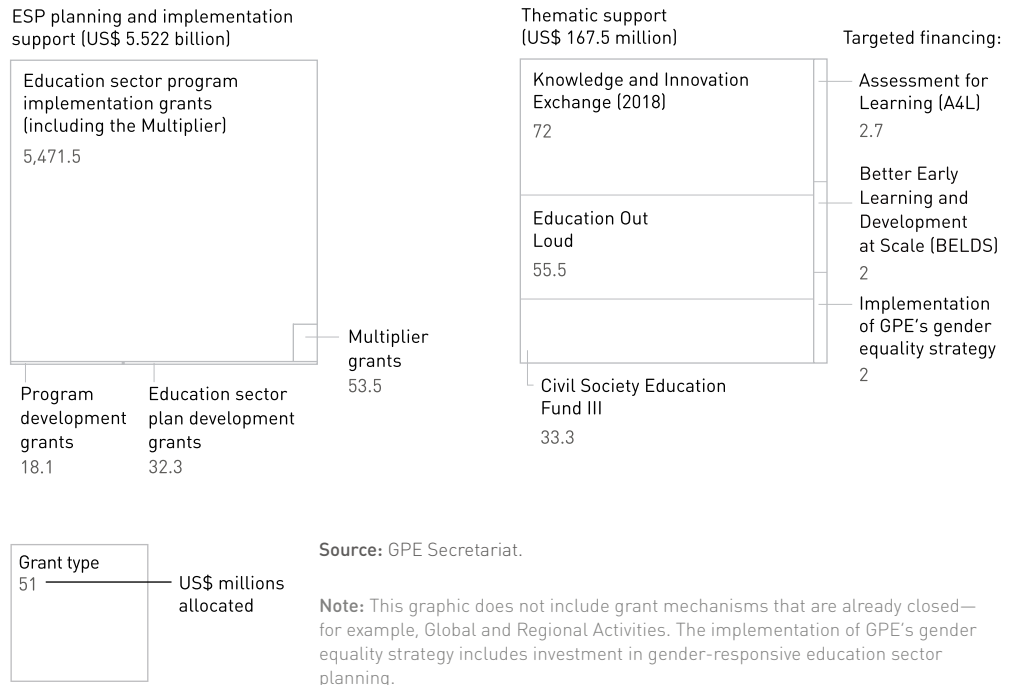 ESP planning and implementation
support (US$ 5.522 billion)
Education sector program
implementation grants
(including the Multiplier)
5,471.5
Multiplier
grants
53.5
Program
development
grants
18.1
Education sector
plan development
grants
32.3
Thematic support
(US$ 167.5 million)
Knowledge and Innovation
Exchange (2018)
72
Education Out
Loud
55.5
Civil Society Education
Fund III
33.3
Targeted financing:
Assessment for
Learning (A4L)
2.7
Better Early
Learning and
Development
at Scale (BELDS)
2
Implementation
of GPE’s gender
equality strategy
2
Grant type
51
US$ millions
allocated
Source: GPE Secretariat.
Note: This graphic does not include grant mechanisms that are already closed—
for example, Global and Regional Activities. The implementation of GPE’s gender
equality strategy includes investment in gender-responsive education sector
planning.